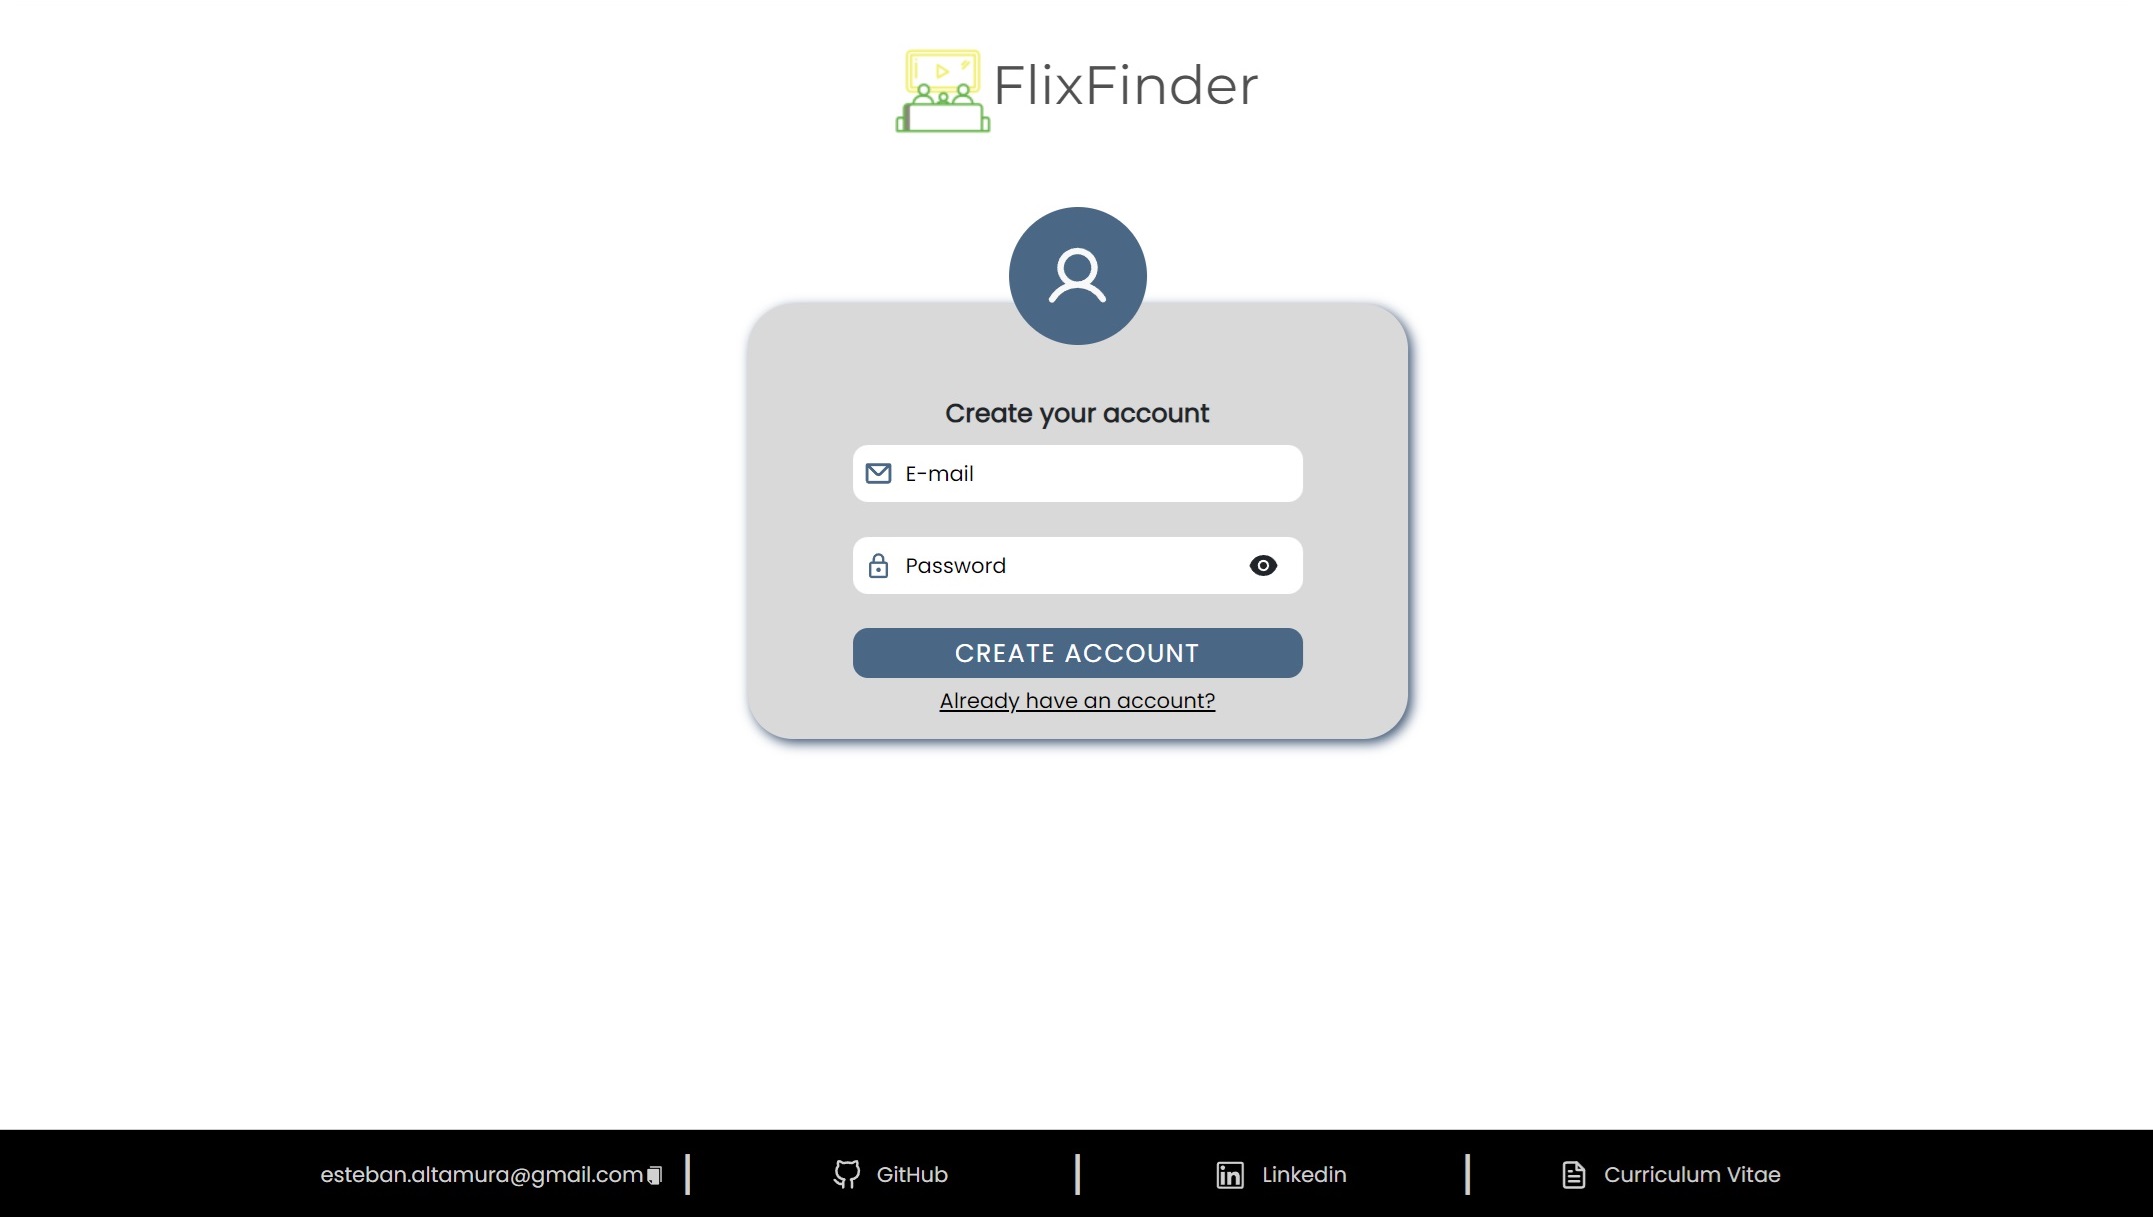 FlixFinder
Create your account
E-mail
Password
CREATE ACCOUNT
Already have an account?
esteban.altamura@gmail.com
GitHub
Linkedin
Curriculum Vitae